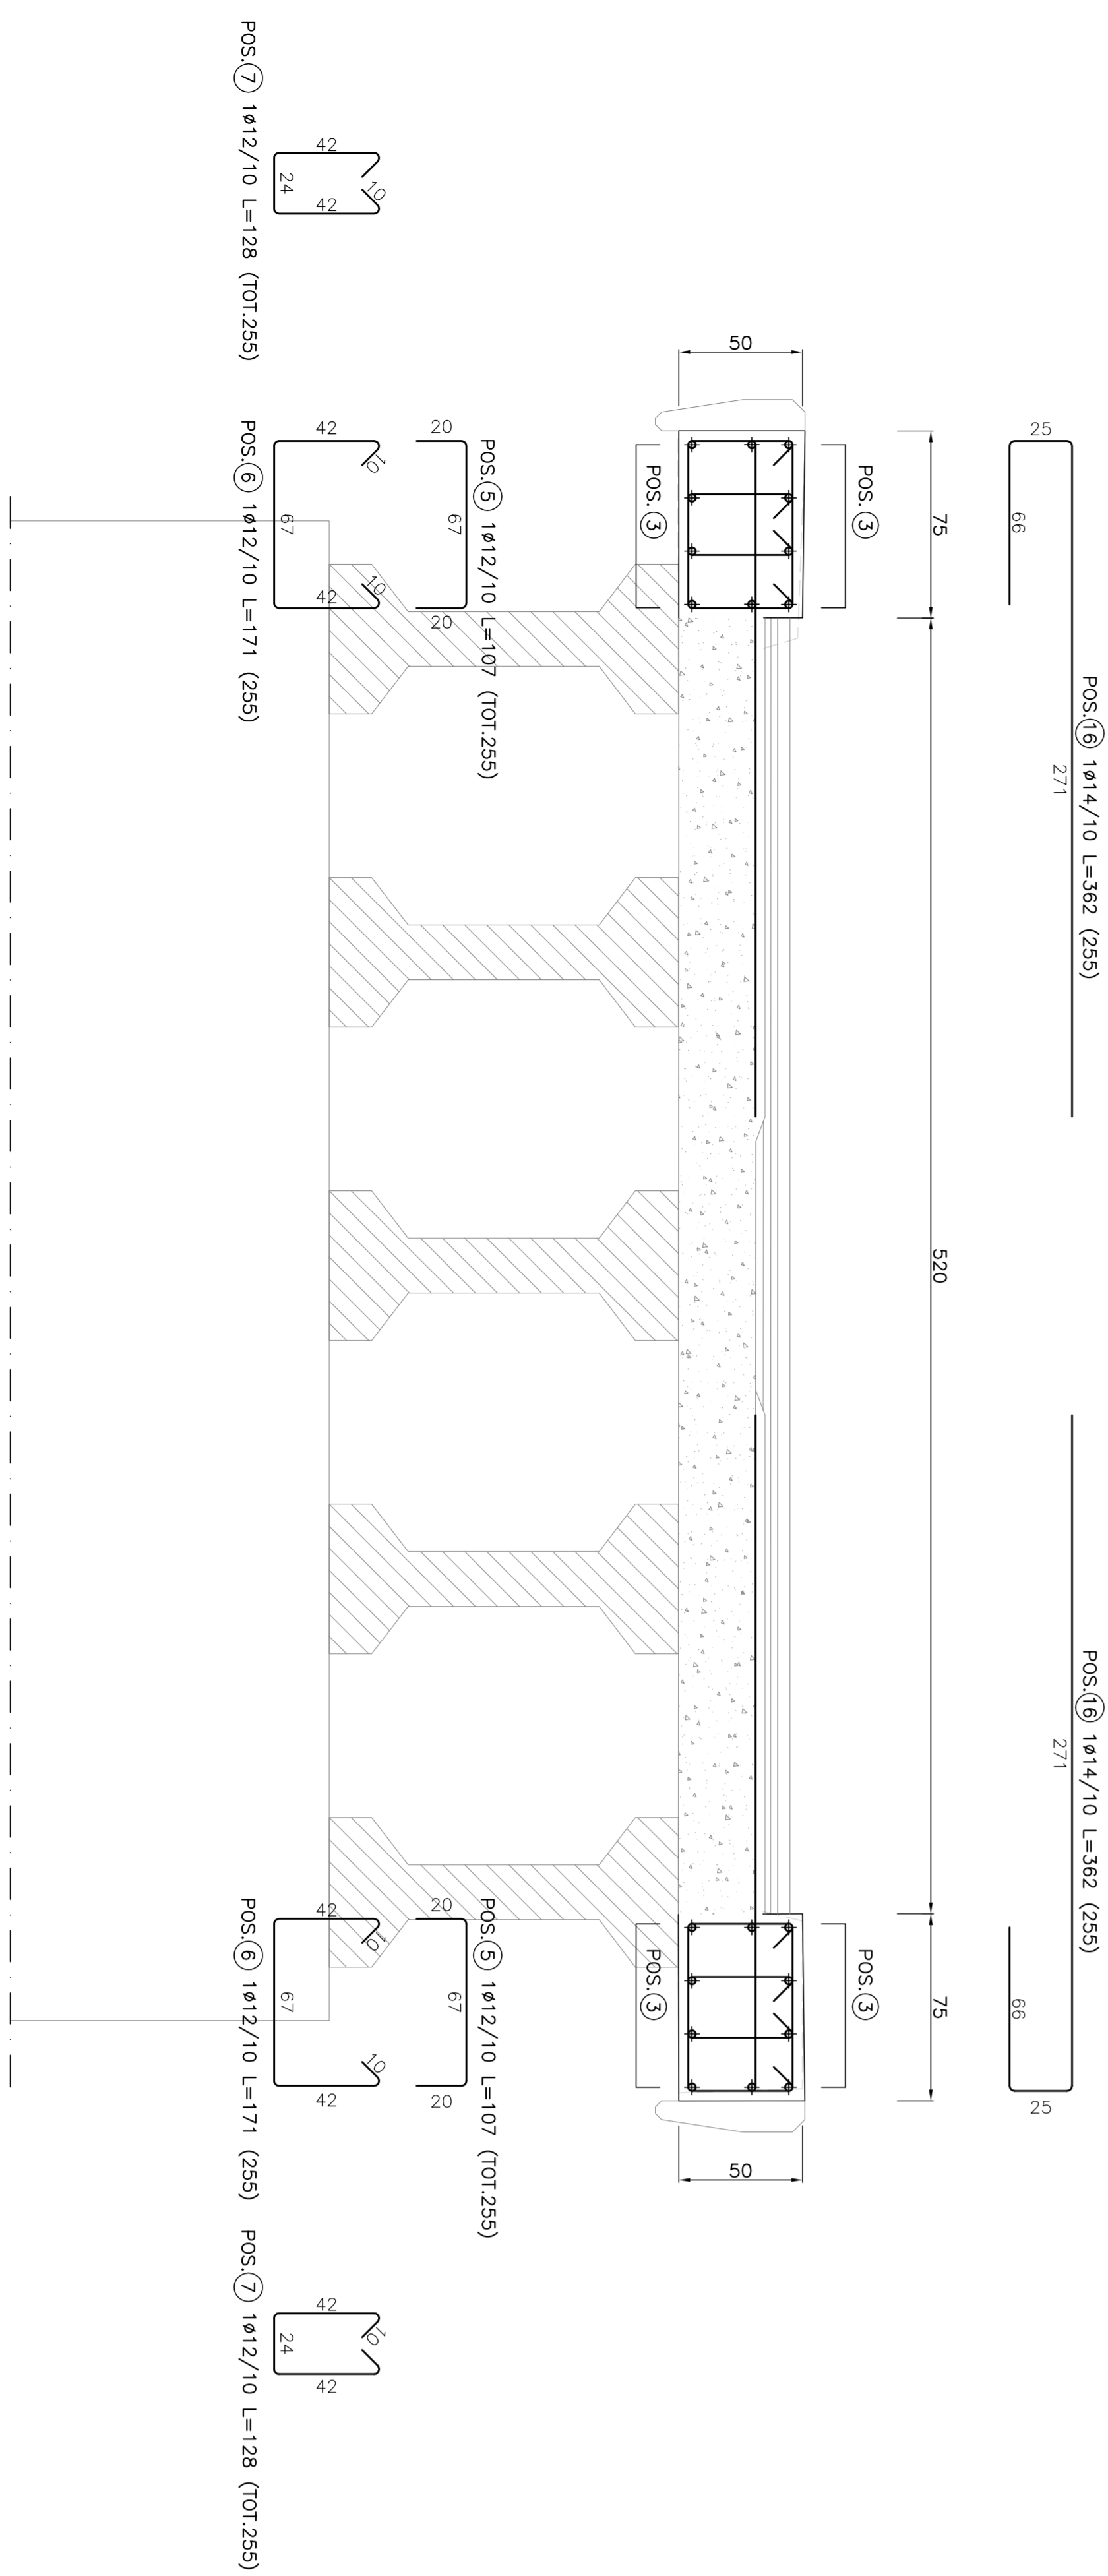 POS.16 1ø14/10 L=362 (255)
271
25
66
POS.16 1ø14/10 L=362 (255)
271
66
25
75
520
75
POS. 3
POS. 3
50
50
POS. 3
POS. 3
POS.5 1ø12/10 L=107 (TOT.255)
20
67
20
POS.5 1ø12/10 L=107 (TOT.255)
20
67
20
42
24
42
10
POS.7 1ø12/10 L=128 (TOT.255)
42
10
67
10
42
POS.6 1ø12/10 L=171 (255)
42
10
67
10
42
POS.6 1ø12/10 L=171 (255)
42
10
24
42
POS.7 1ø12/10 L=128 (TOT.255)